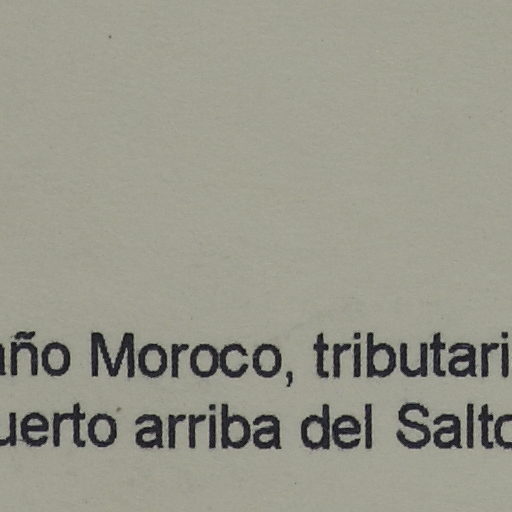 año Moroco, tributari
uerto arriba del Salto